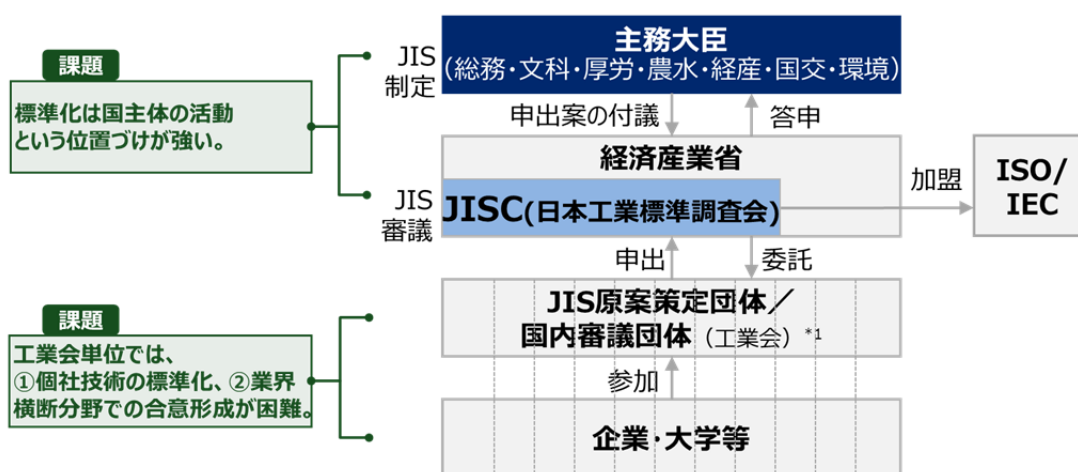 課題
標準化は国主体の活動
という位置づけが強い。
JIS
制定
主務大臣
(総務・文科・厚労・農水・経産・国交・環境)
申出案の付議
答申
JIS
審議
経済産業省
JISC(日本工業標準調査会)
加盟
ISO/
IEC
申出
委託
課題
工業会単位では、
①個社技術の標準化、②業界
横断分野での合意形成が困難。
JIS原案策定団体／
国内審議団体（工業会）*1
参加
企業・大学等